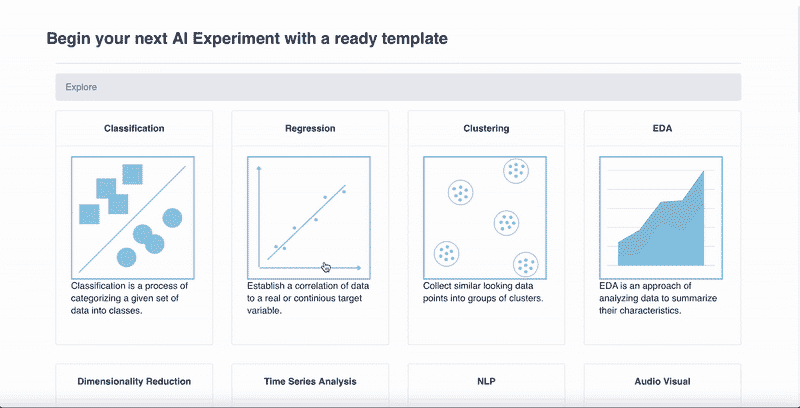 Begin your next AI Experiment with a ready template
Explore
Classification
Regression
Clustering
EDA
Classification is a process of
categorizing a given set of
data into classes.
Establish a correlation of data
to a real or continious target
variable.
Collect similar looking data
points into groups of clusters.
EDA is an approach of
analyzing data to summarize
their characteristics.
Dimensionality Reduction
Time Series Analysis
NLP
Audio Visual